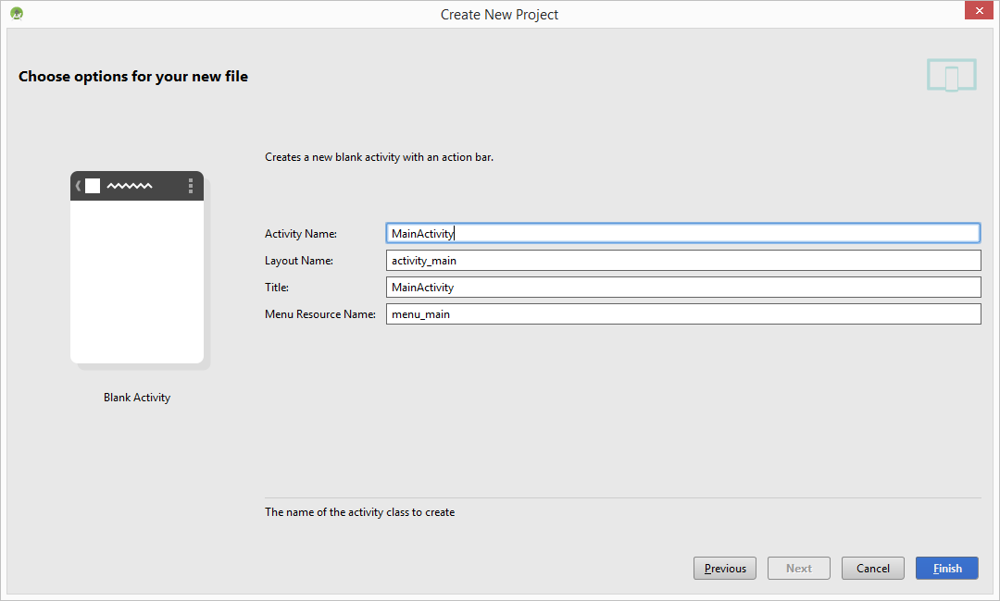 Create New Project
Choose options for your new file
Creates a new blank activity with an action bar.
Activity Name: MainActivity
Layout Name: activity_main
Title: MainActivity
Menu Resource Name: menu_main
Blank Activity
The name of the activity class to create
Previous Next Cancel Finish